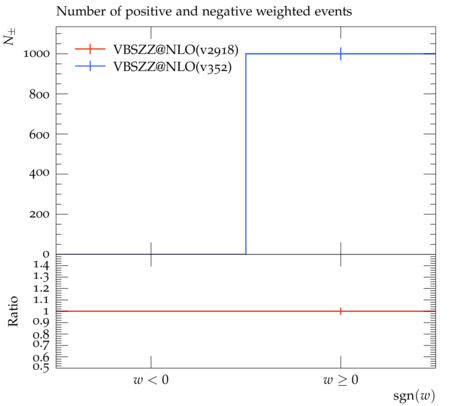 Number of positive and negative weighted events
N±
VBSZZ@NLO(v2918)
VBSZZ@NLO(v352)
1000
800
600
400
200
0
Ratio
1.4
1.3
1.2
1.1
1
0.9
0.8
0.7
0.6
0.5
w < 0
w ≥ 0
sgn(w)